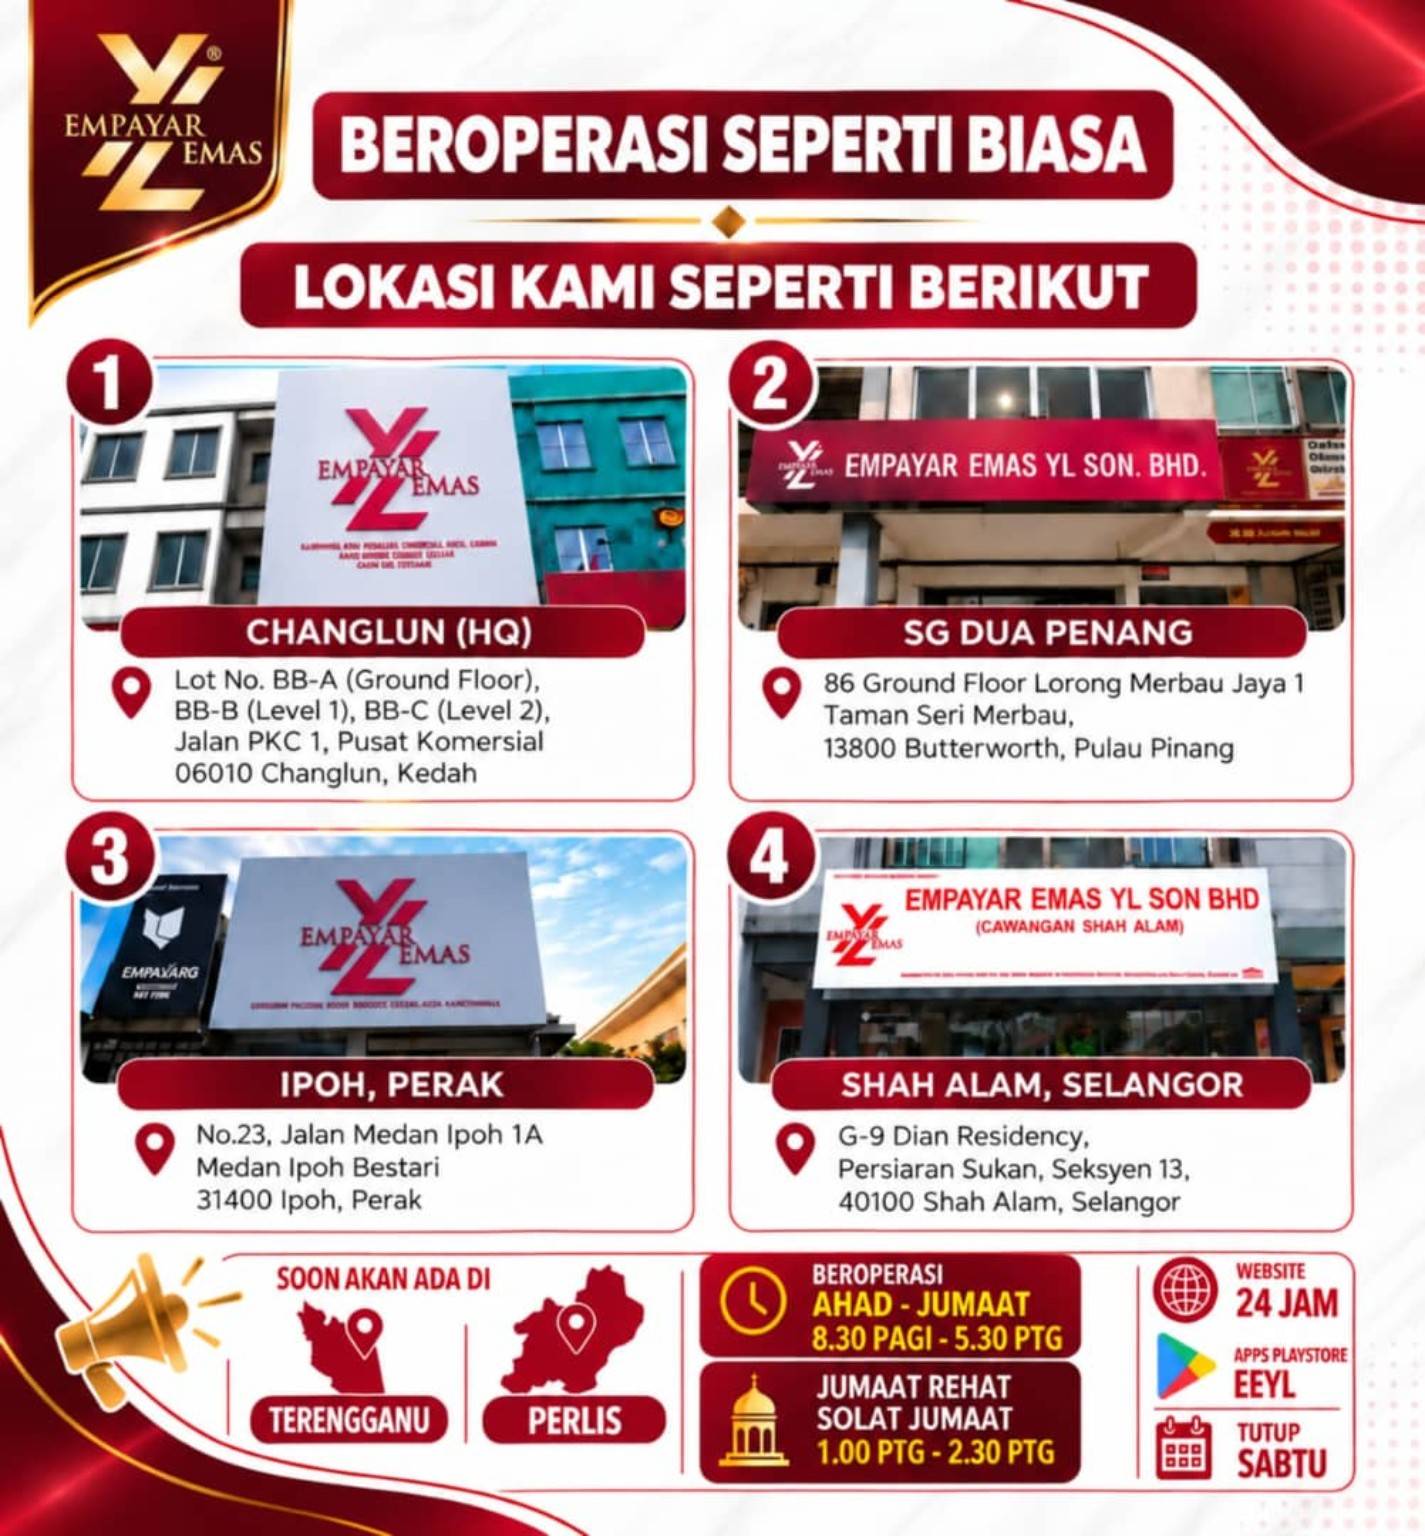 EMPAYAR
EMAS
BEROPERASI SEPERTI BIASA
LOKASI KAMI SEPERTI BERIKUT
1
EMPAYAR
EMAS
CHANGLUN (HQ)
Lot No. BB-A (Ground Floor),
BB-B (Level 1), BB-C (Level 2),
Jalan PKC 1, Pusat Komersial
06010 Changlun, Kedah
2
EMPAYAR EMAS YL SON. BHD.
SG DUA PENANG
86 Ground Floor Lorong Merbau Jaya 1
Taman Seri Merbau,
13800 Butterworth, Pulau Pinang
3
EMPAYAR
EMAS
IPOH, PERAK
No.23, Jalan Medan Ipoh 1A
Medan Ipoh Bestari
31400 Ipoh, Perak
4
EMPAYAR EMAS YL SON BHD
(CAWANGAN SHAH ALAM)
EMPAYAR
EMAS
SHAH ALAM, SELANGOR
G-9 Dian Residency,
Persiaran Sukan, Seksyen 13,
40100 Shah Alam, Selangor
SOON AKAN ADA DI
TERENGGANU
PERLIS
BEROPERASI
AHAD - JUMAAT
8.30 PAGI - 5.30 PTG
JUMAAT REHAT
SOLAT JUMAAT
1.00 PTG - 2.30 PTG
WEBSITE
24 JAM
APPS PLAYSTORE
EEYL
TUTUP
SABTU